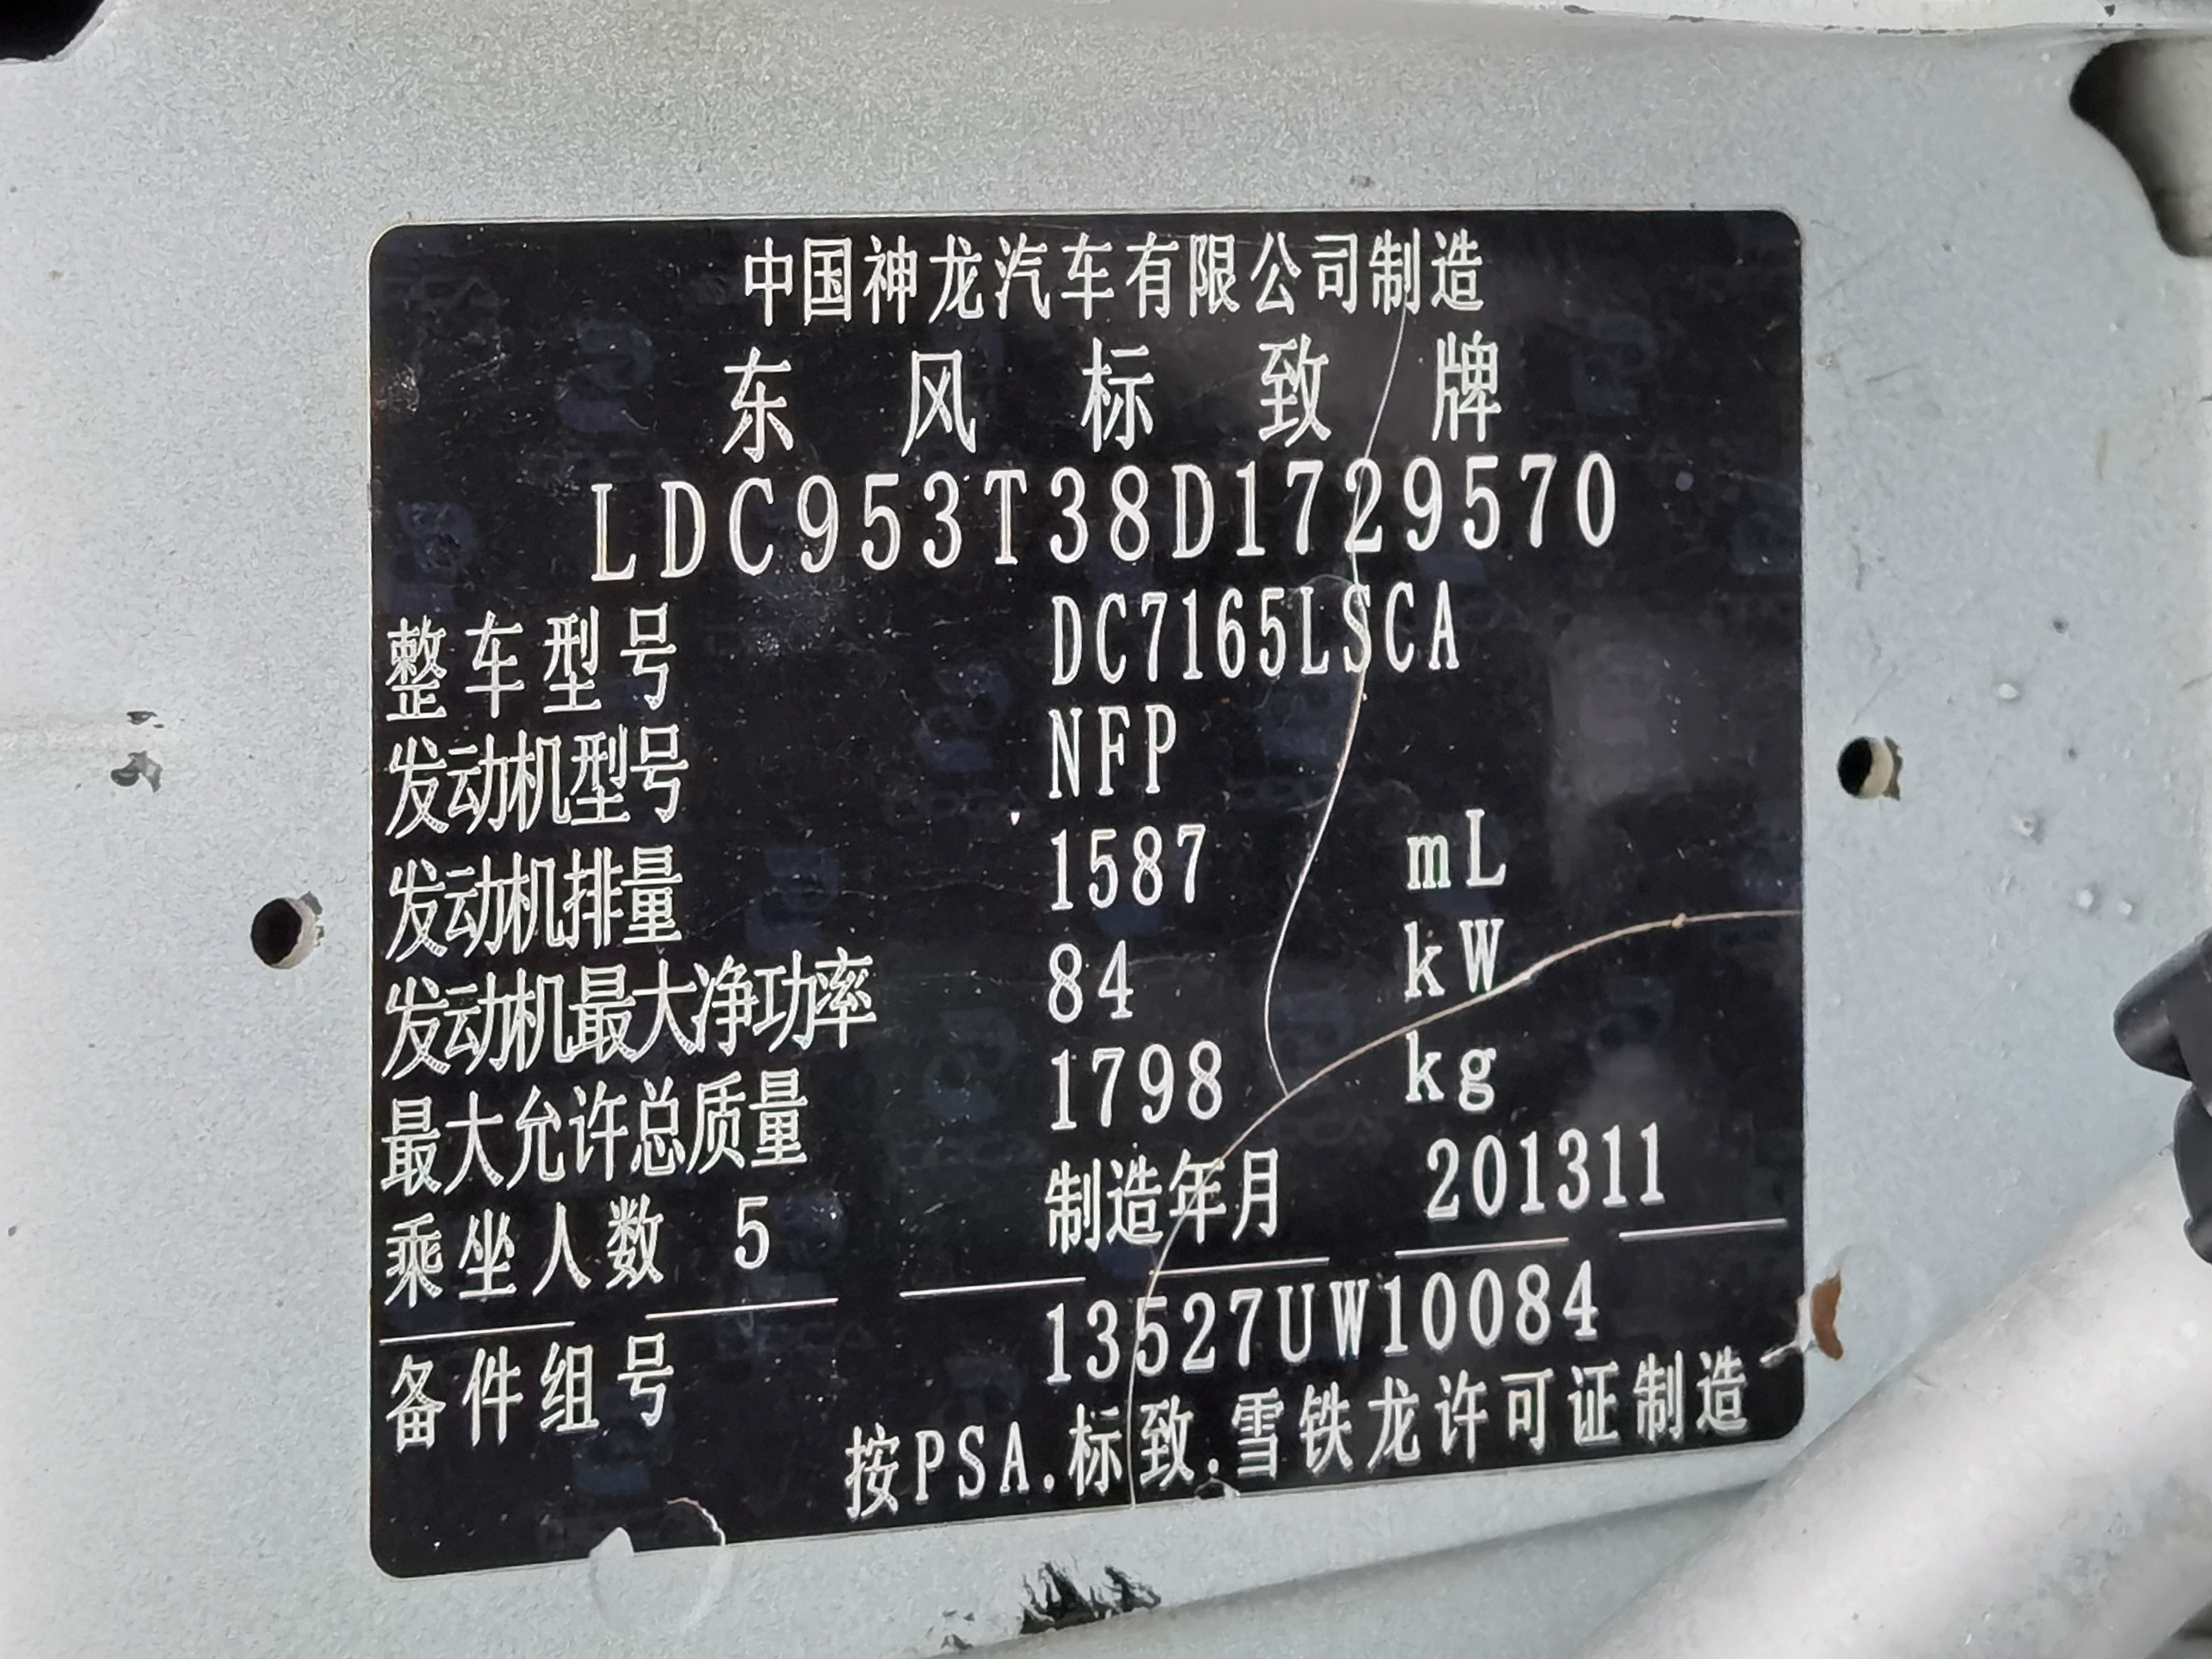 中国神龙汽车有限公司制造
东风标致牌
LDC953T38D1729570
整车型号 DC7165LSCA
发动机型号 NFP
发动机排量 1587 mL
发动机最大净功率 84 kW
最大允许总质量 1798 kg
乘坐人数 5 制造年月 201311
备件组号 13527UW10084
按PSA.标致.雪铁龙许可证制造